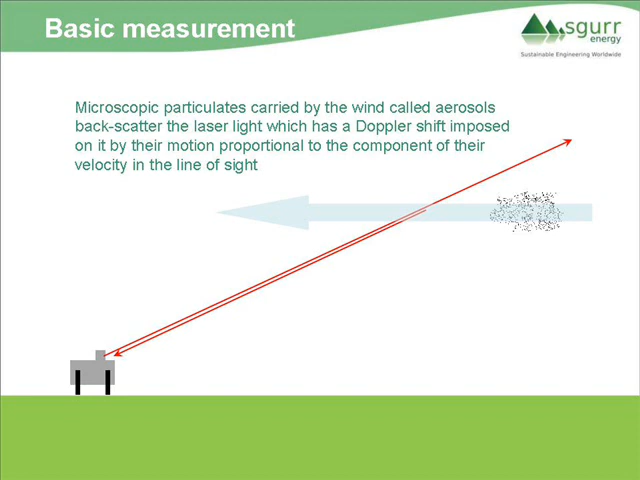 Basic measurement
sgurr
energy
Sustainable Engineering Worldwide
Microscopic particulates carried by the wind called aerosols
back-scatter the laser light which has a Doppler shift imposed
on it by their motion proportional to the component of their
velocity in the line of sight